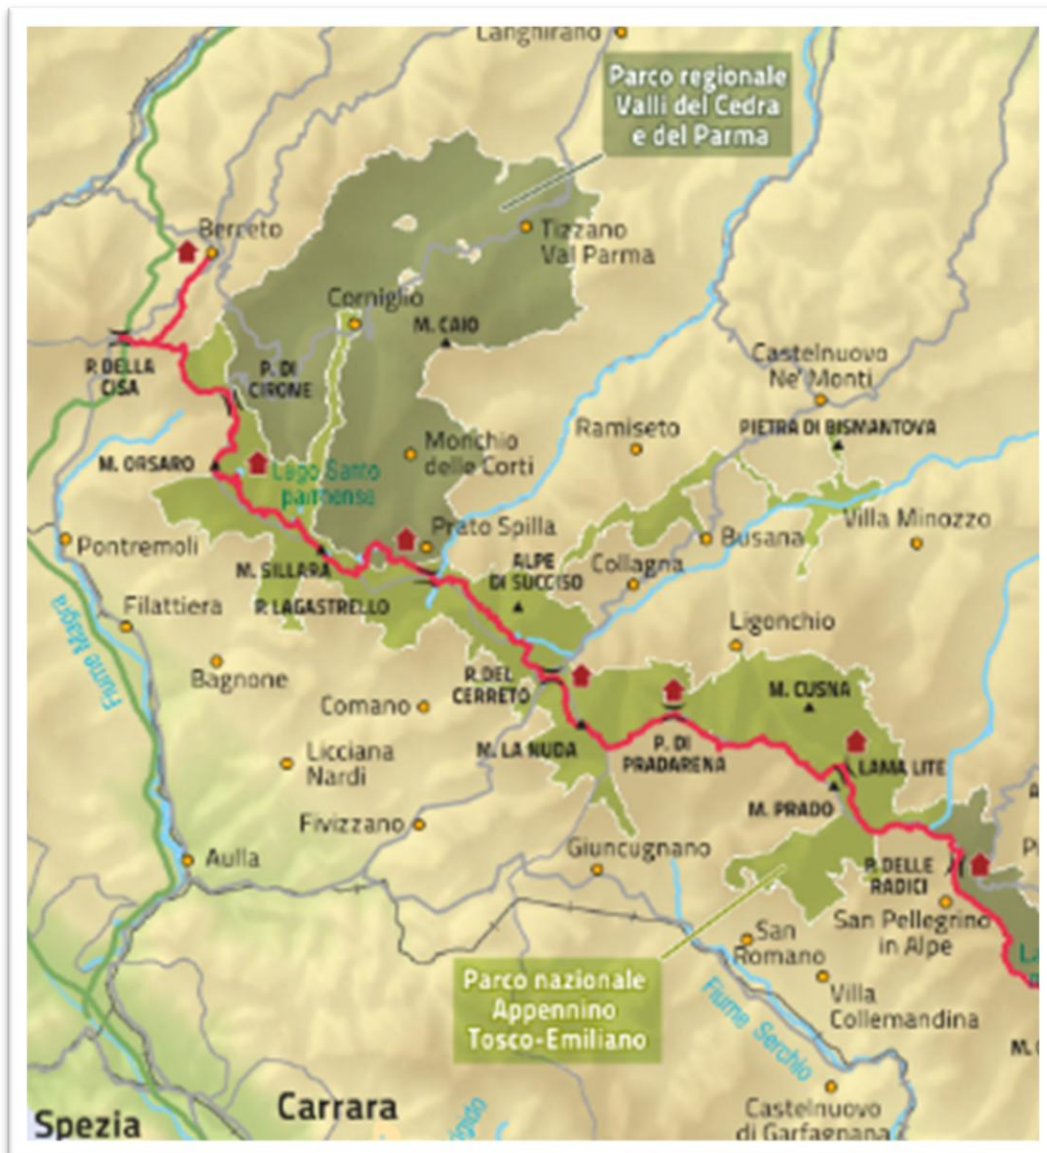 Langhirano
Parco regionale
Valli del Cedra
e del Parma
Berceto
Tizzano
Val Parma
Corniglio
M. CAIO
P. DELLA
CISA
P. DI
CIRONE
Castelnuovo
Ne' Monti
Ramiseto
PIETRA DI BISMANTOVA
Monchio
delle Corti
M. ORSARO
Lago Santo
parmense
Villa Minozzo
Prato Spilla
Busana
Pontremoli
ALPE
DI SUCCISO
Collagna
M. SILLARA
P. LAGASTRELLO
Filattiera
Fiume Magra
Ligonchio
Bagnone
P. DEL
CERRETO
M. CUSNA
Comano
M. LA NUDA
P. DI
PRADARENA
Licciana
Nardi
LAMA LITE
M. PRADO
Fivizzano
Giuncugnano
Aulla
P. DELLE
RADICI
San Pellegrino
in Alpe
San
Romano
Parco nazionale
Appennino
Tosco-Emiliano
Villa
Collemandina
Fiume Serchio
Castelnuovo
di Garfagnana
Carrara
Spezia